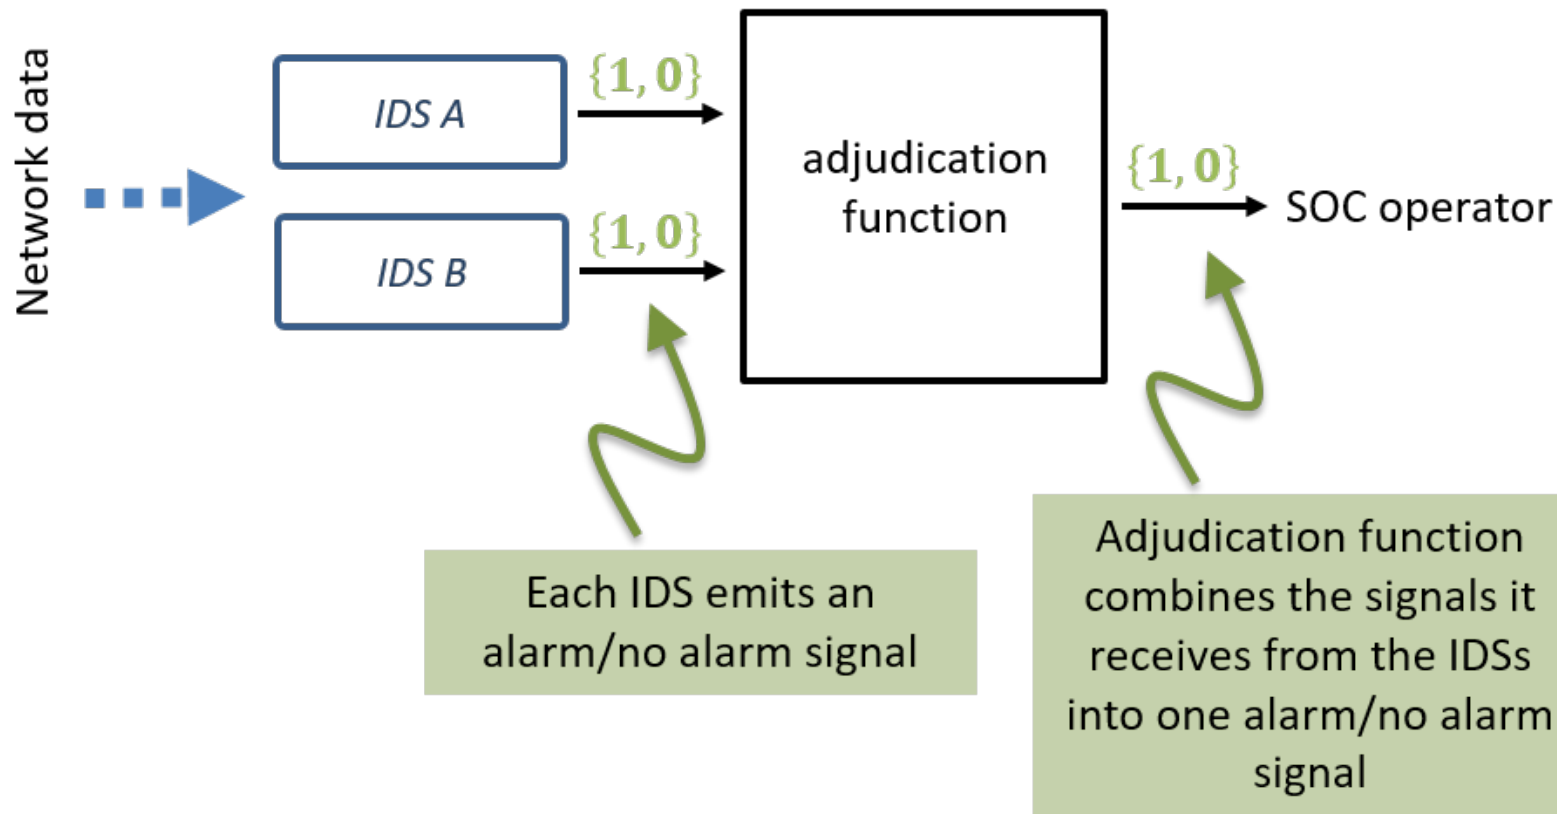 Network data
IDS A
{1, 0}
IDS B
{1, 0}
adjudication
function
{1, 0}
SOC operator
Each IDS emits an
alarm/no alarm signal
Adjudication function
combines the signals it
receives from the IDSs
into one alarm/no alarm
signal